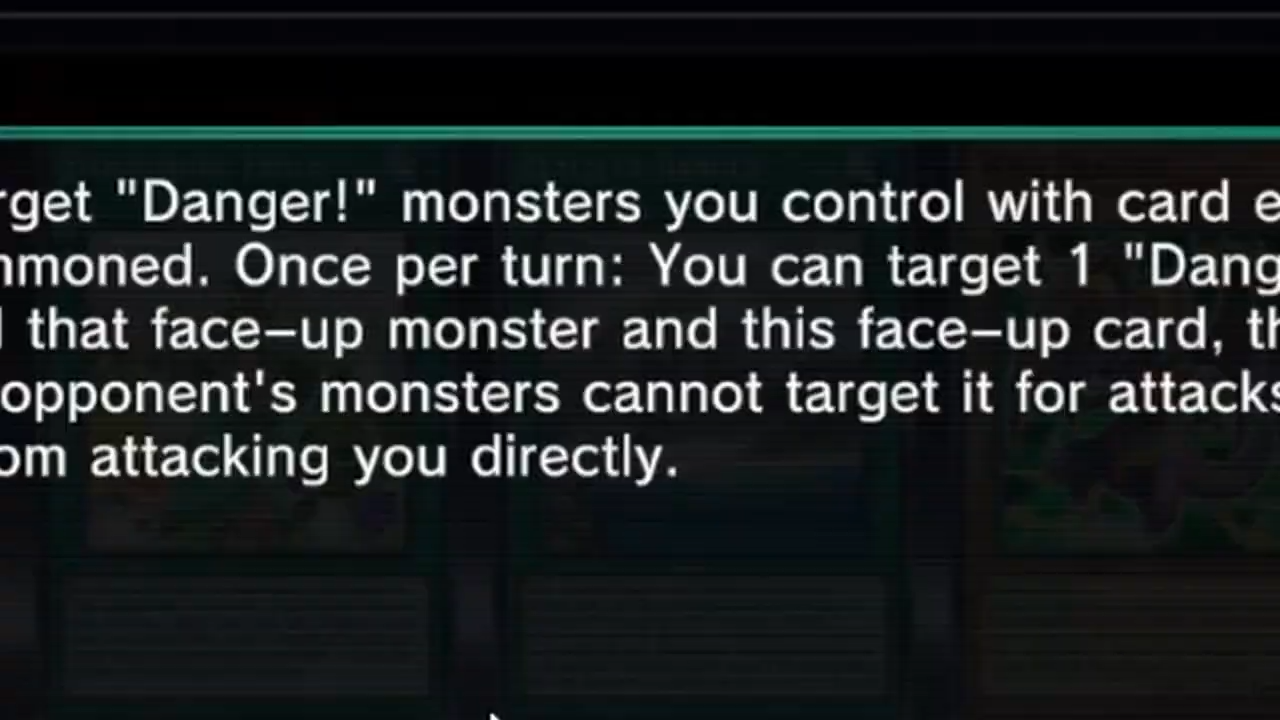 rget "Danger!" monsters you control with card e
nmoned. Once per turn: You can target 1 "Dang
that face-up monster and this face-up card, th
opponent's monsters cannot target it for attacks
om attacking you directly.